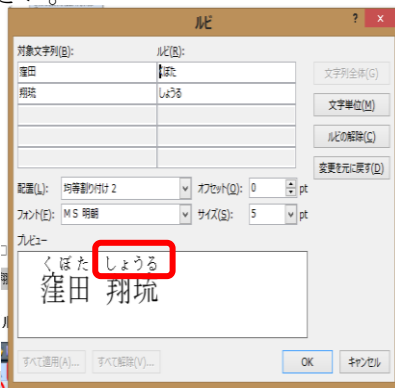 ルビ
? x
対象文字列(B): ルビ(R):
窪田 くぼた
翔琉 しょうる
文字列全体(G)
文字単位(M)
ルビの解除(C)
変更を元に戻す(D)
配置(L): 均等割り付け 2 オフセット(O): 0 pt
フォント(F): MS 明朝 サイズ(S): 5 pt
プレビュー
くぼた しょうる
窪田 翔琉
すべて適用(A)... すべて解除(V)... OK キャンセル